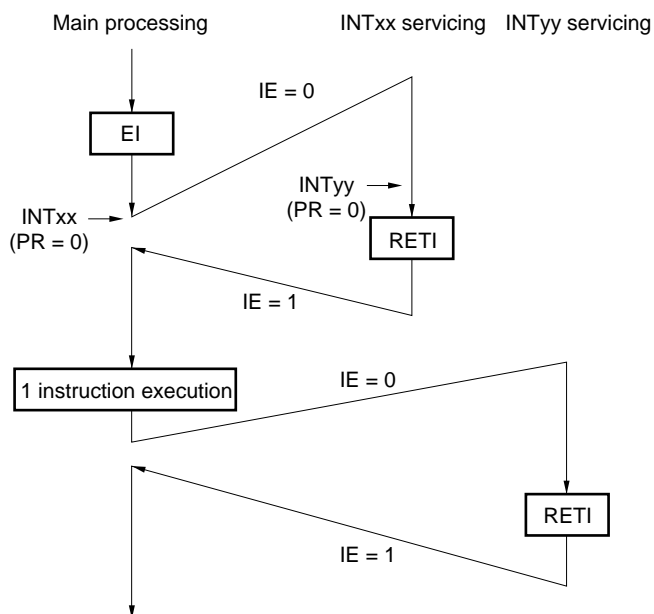 Main processing
INTxx servicing
INTyy servicing
IE = 0
EI
INTyy
(PR = 0)
INTxx
(PR = 0)
RETI
IE = 1
1 instruction execution
IE = 0
RETI
IE = 1